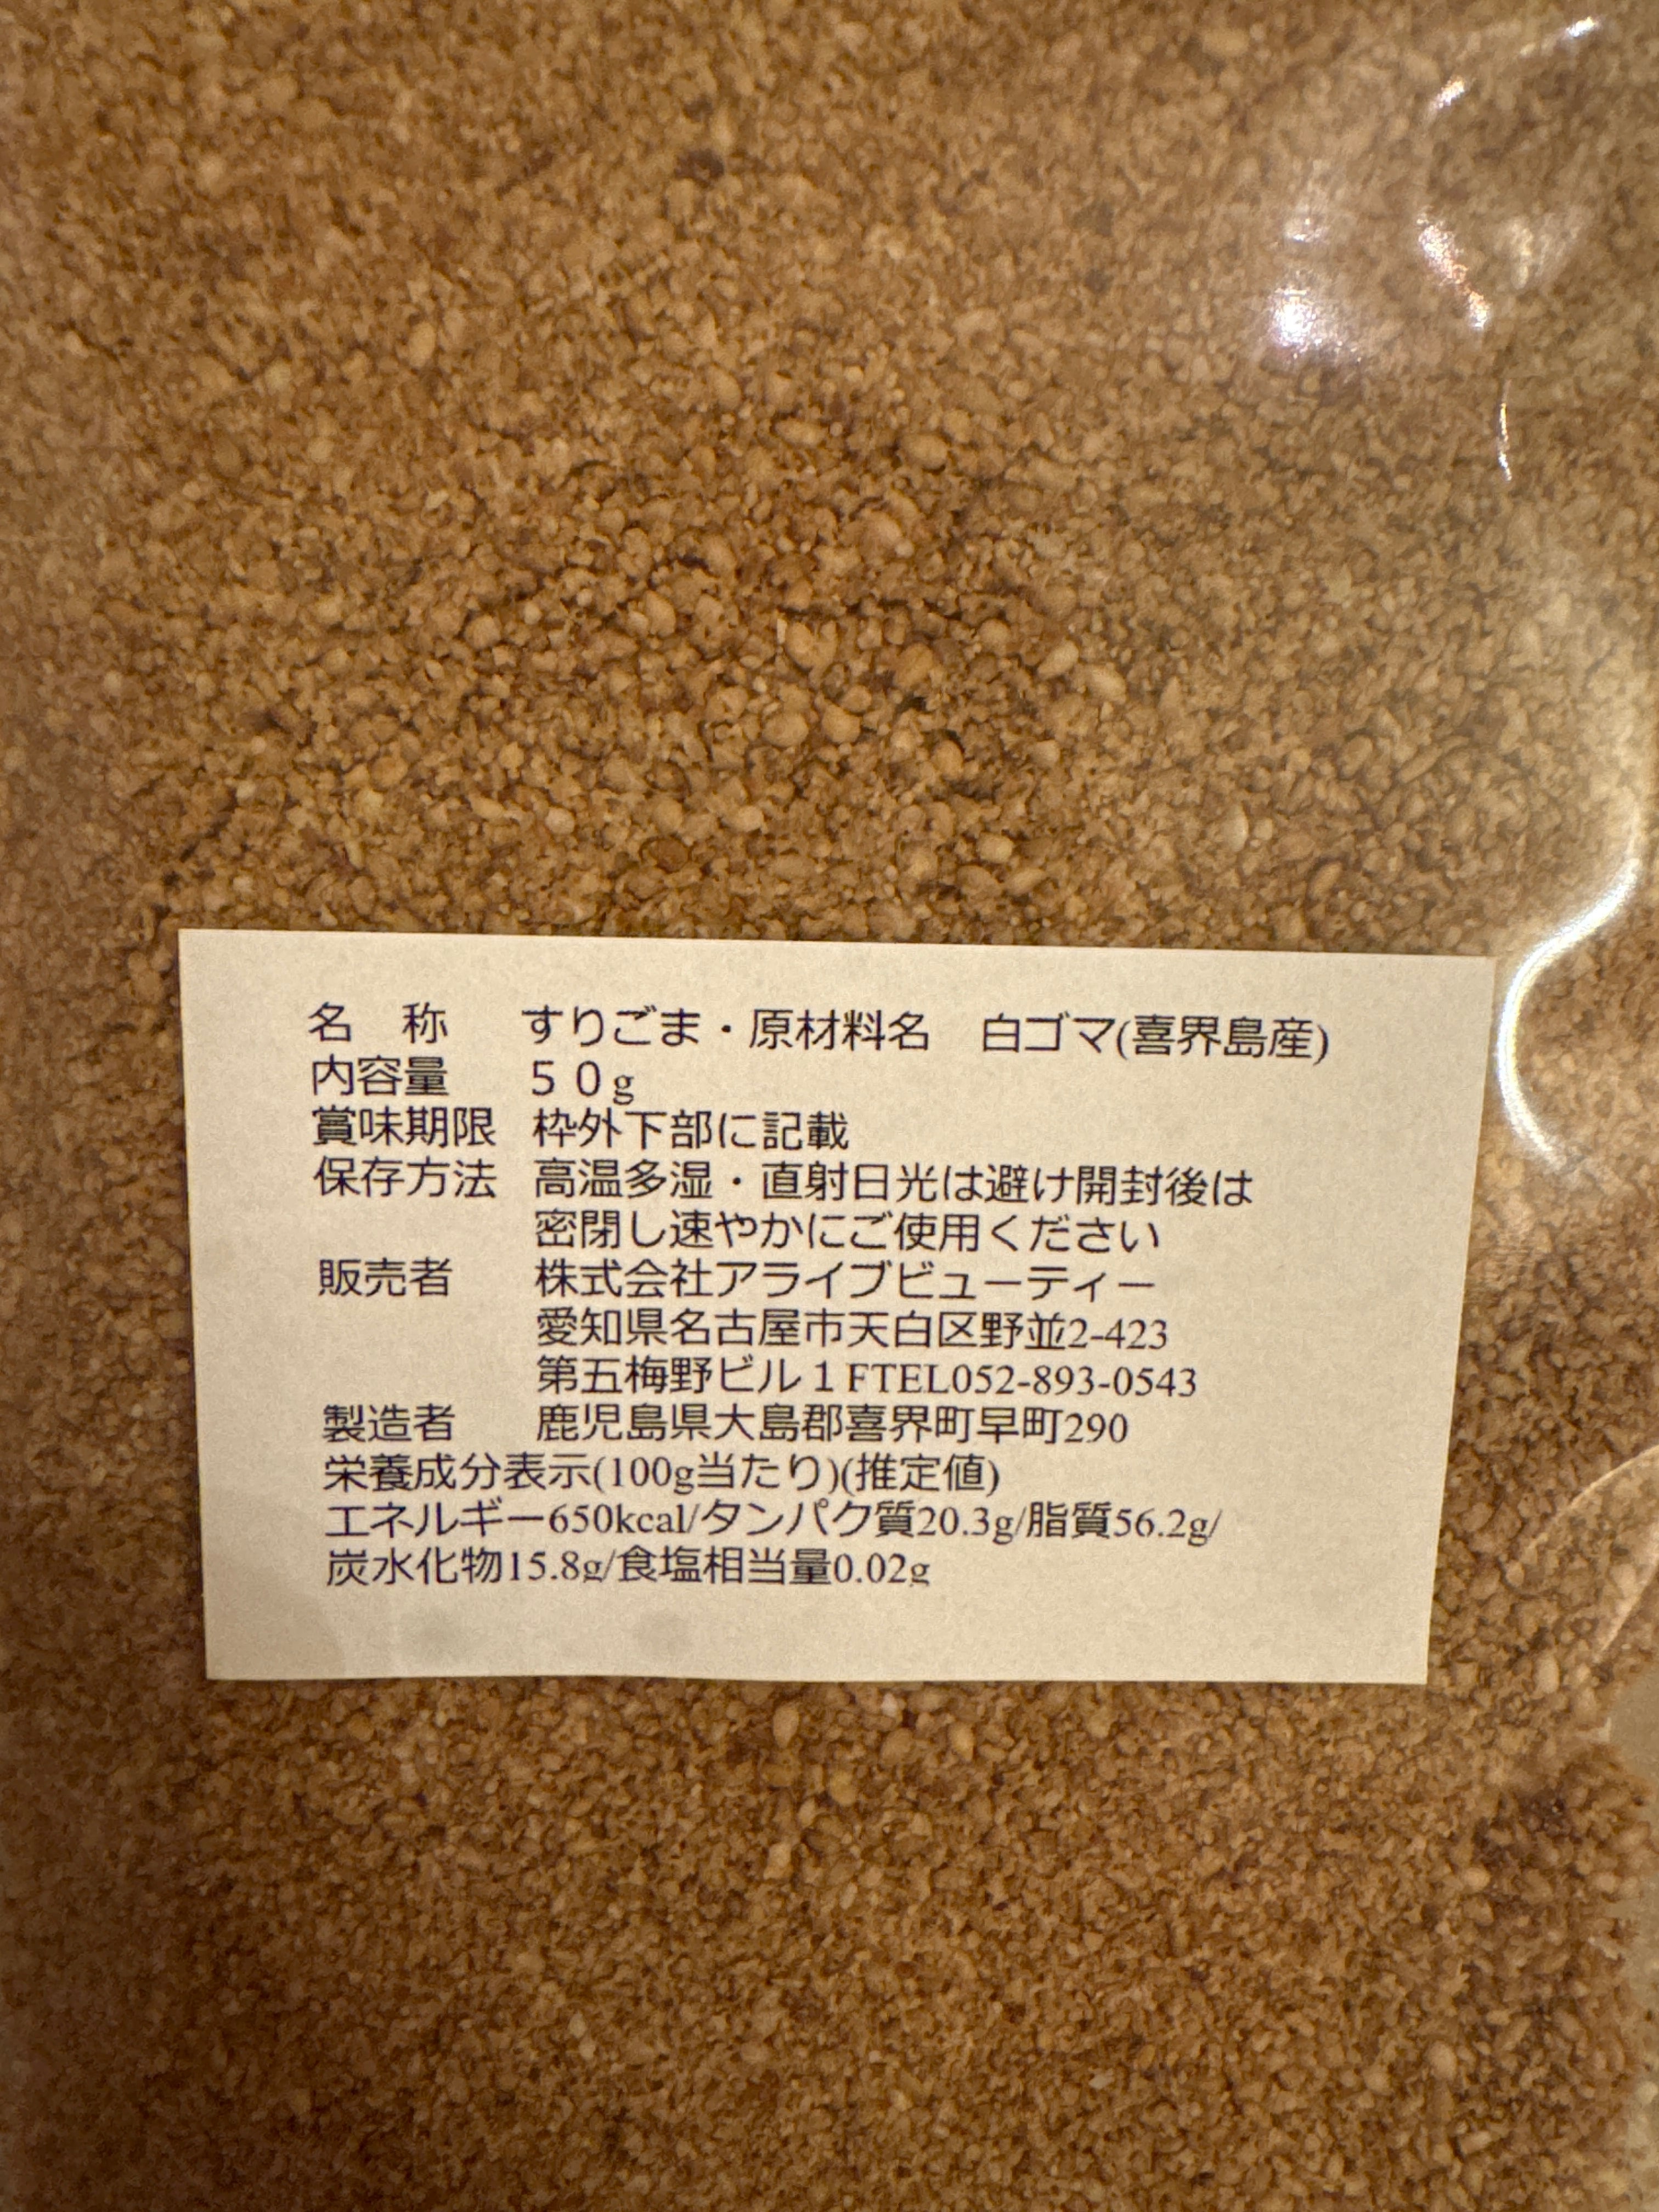 名　称　すりごま・原材料名　白ゴマ(喜界島産)
内容量　５０g
賞味期限　枠外下部に記載
保存方法　高温多湿・直射日光は避け開封後は
密閉し速やかにご使用ください
販売者　株式会社アライブビューティー
愛知県名古屋市天白区野並2-423
第五梅野ビル１FTEL052-893-0543
製造者　鹿児島県大島郡喜界町早町290
栄養成分表示(100g当たり)(推定値)
エネルギー650kcal/タンパク質20.3g/脂質56.2g/
炭水化物15.8g/食塩相当量0.02g